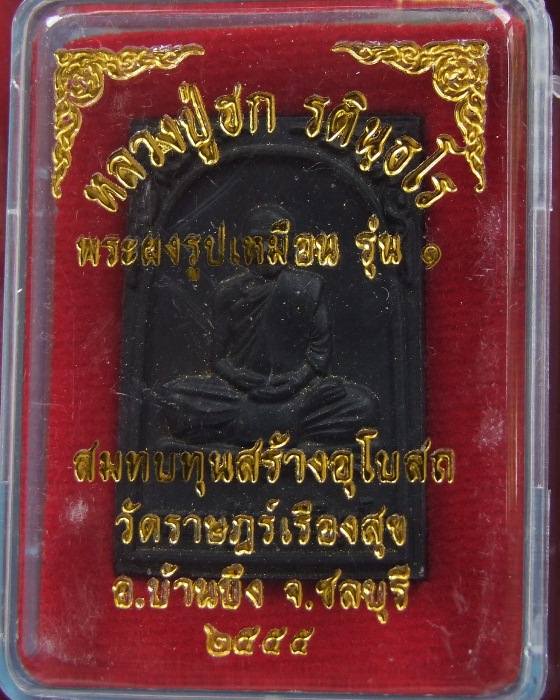 หลวงปู่ฮก รตินฺธโร
พระผงรูปเหมือน รุ่น ๑
สมทบทุนสร้างอุโบสถ
วัดราษฎร์เรืองสุข
อ.บ้านบึง จ.ชลบุรี
๒๕๕๕